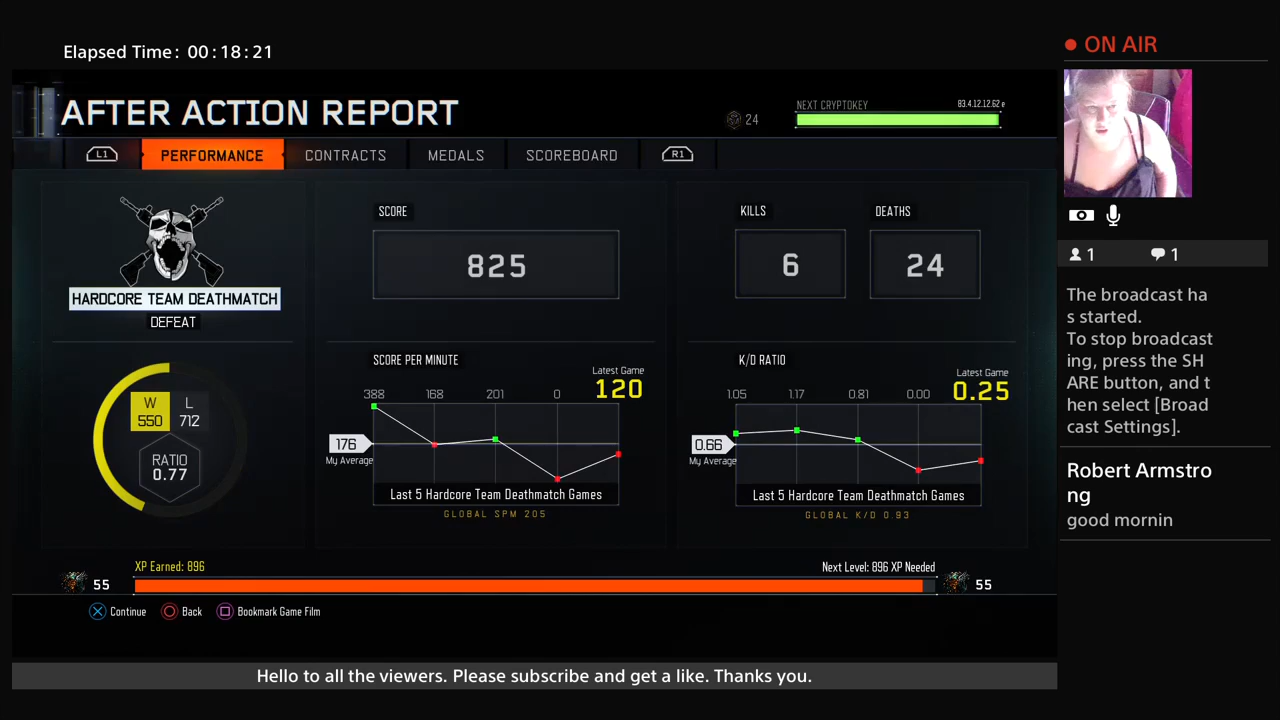 Elapsed Time: 00:18:21
ON AIR
AFTER ACTION REPORT
24
NEXT CRYPTOKEY
L1
PERFORMANCE
CONTRACTS
MEDALS
SCOREBOARD
R1
HARDCORE TEAM DEATHMATCH
DEFEAT
SCORE
825
KILLS
6
DEATHS
24
W
550
L
712
RATIO
0.77
SCORE PER MINUTE
Latest Game
120
388 168 201 0
176
My Average
Last 5 Hardcore Team Deathmatch Games
GLOBAL SPM 205
K/D RATIO
Latest Game
0.25
1.05 1.17 0.81 0.00
0.66
My Average
Last 5 Hardcore Team Deathmatch Games
GLOBAL K/D 0.93
XP Earned: 896
Next Level: 896 XP Needed
55
55
Continue
Back
Bookmark Game Film
Hello to all the viewers. Please subscribe and get a like. Thanks you.
1
1
The broadcast ha
s started.
To stop broadcast
ing, press the SH
ARE button, and t
hen select [Broad
cast Settings].
Robert Armstro
ng
good mornin